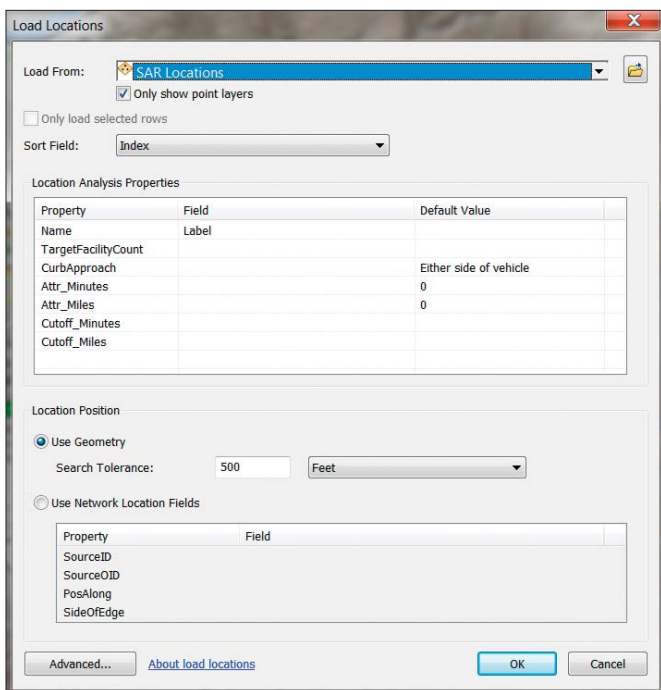 Load Locations
X
Load From: SAR Locations
Only show point layers
Only load selected rows
Sort Field: Index
Location Analysis Properties
Property Field Default Value
Name Label
TargetFacilityCount
CurbApproach Either side of vehicle
Attr_Minutes 0
Attr_Miles 0
Cutoff_Minutes
Cutoff_Miles
Location Position
Use Geometry
Search Tolerance: 500 Feet
Use Network Location Fields
Property Field
SourceID
SourceOID
PosAlong
SideOfEdge
Advanced... About load locations OK Cancel